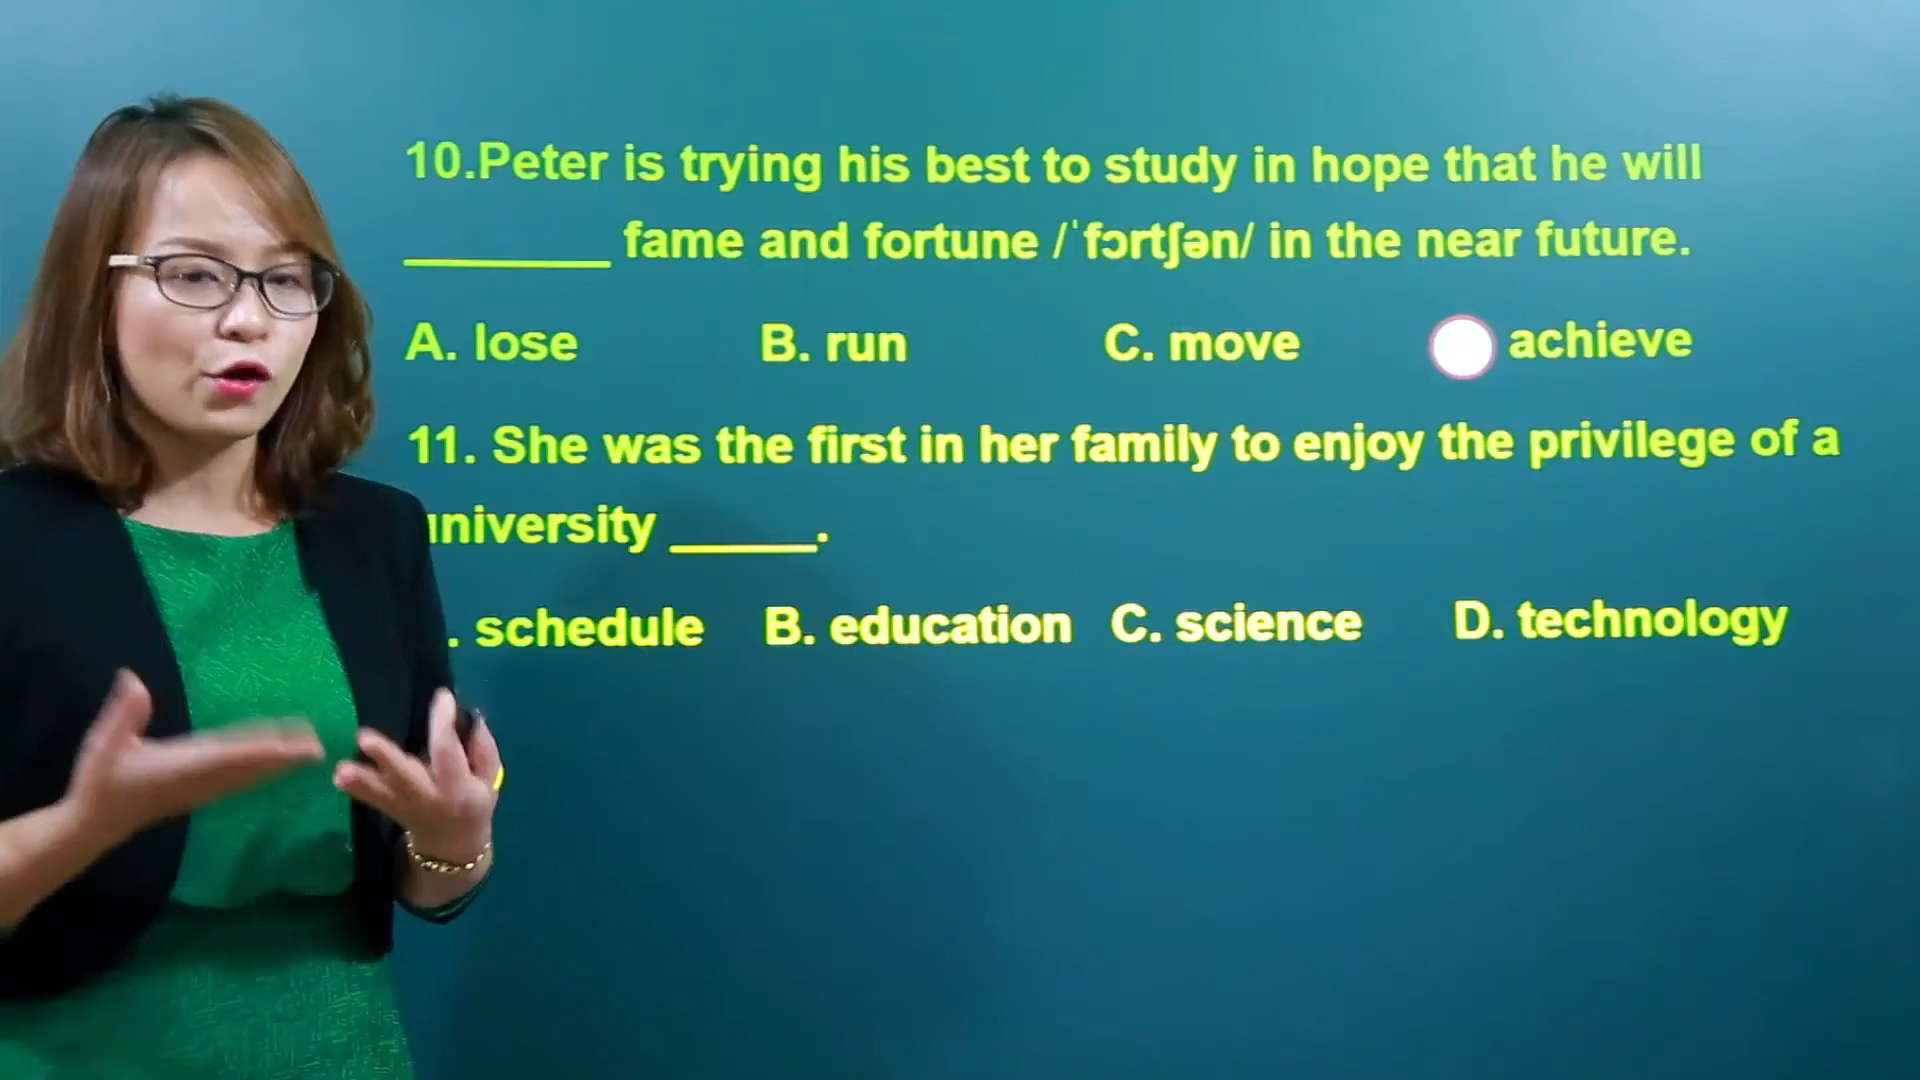 10.Peter is trying his best to study in hope that he will
______ fame and fortune /ˈfɔrtʃən/ in the near future.
A. lose B. run C. move achieve
11. She was the first in her family to enjoy the privilege of a
university _____.
. schedule B. education C. science D. technology